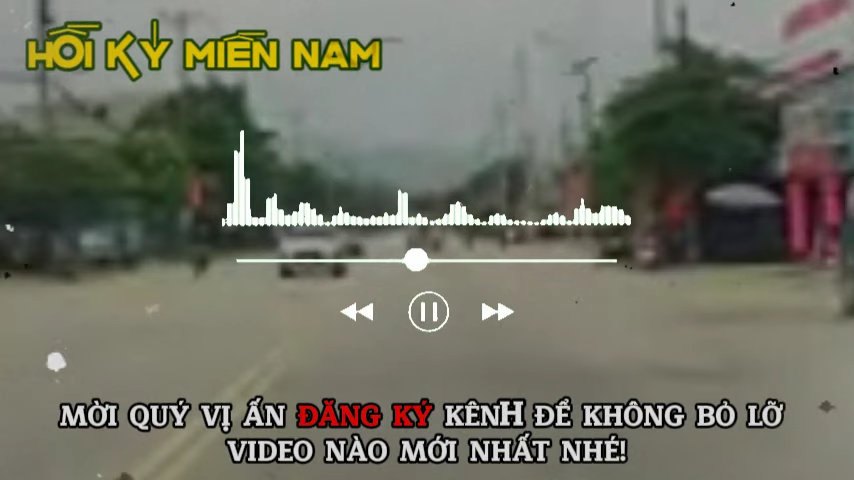 HỒI KÝ MIỀN NAM
MỜI QUÝ VỊ ẤN ĐĂNG KÝ KÊNH ĐỂ KHÔNG BỎ LỠ
VIDEO NÀO MỚI NHẤT NHÉ!